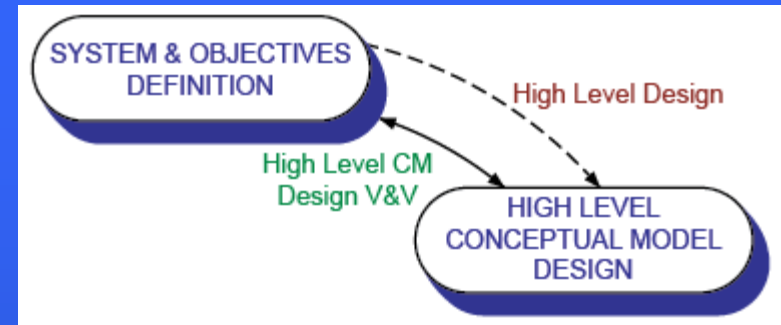 SYSTEM & OBJECTIVES
DEFINITION
High Level Design
High Level CM
Design V&V
HIGH LEVEL
CONCEPTUAL MODEL
DESIGN